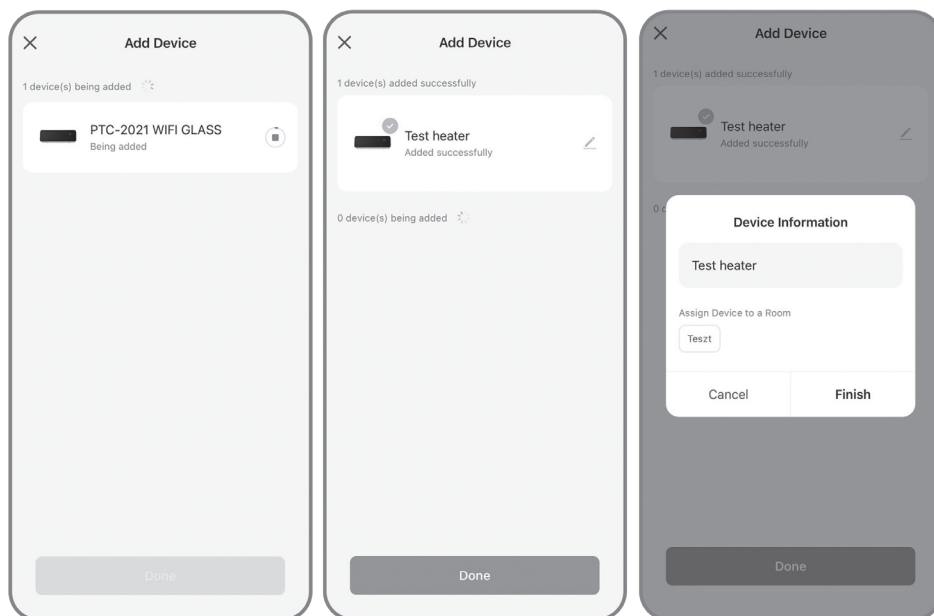 Add Device
1 device(s) being added
PTC-2021 WIFI GLASS
Being added
Done
Add Device
1 device(s) added successfully
Test heater
Added successfully
0 device(s) being added
Done
Add Device
1 device(s) added successfully
Test heater
Added successfully
0 d
Device Information
Test heater
Assign Device to a Room
Teszt
Cancel Finish
Done